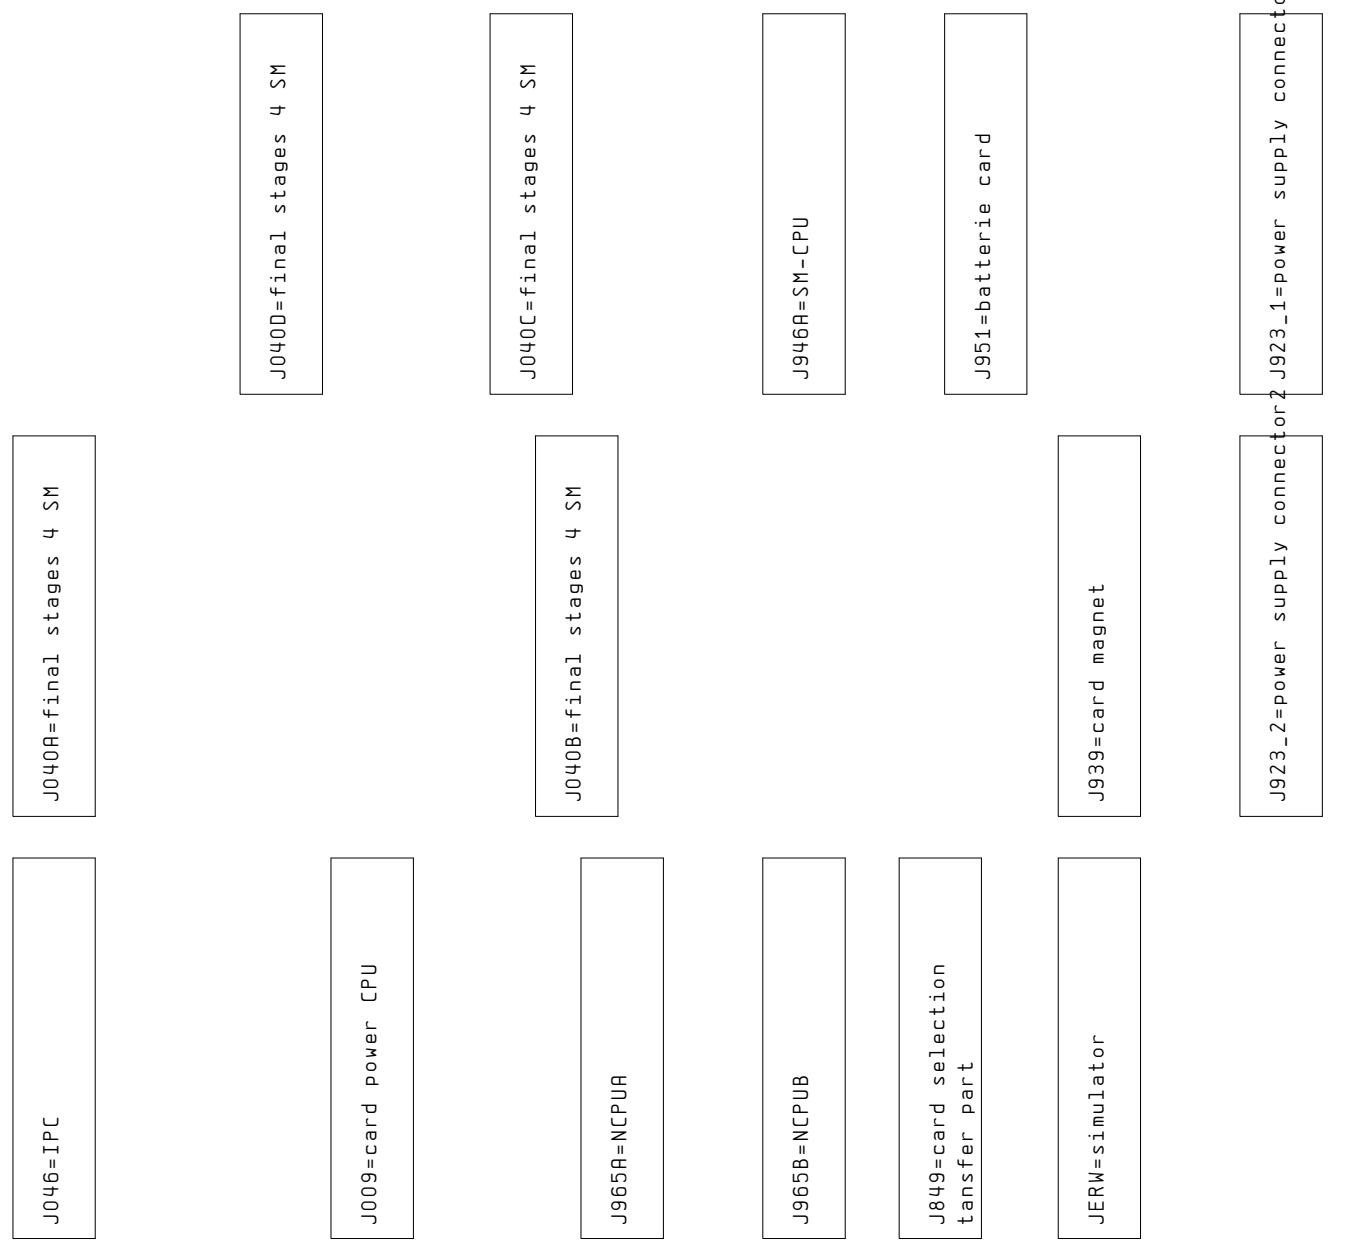 J040D=final stages 4 SM
J040C=final stages 4 SM
J946A=SM-CPU
J951=batterie card
J923_1=power supply connecto
J040A=final stages 4 SM
J040B=final stages 4 SM
J939=card magnet
J923_2=power supply connector2
J046=IPC
J009=card power CPU
J965A=NCPUA
J965B=NCPUB
J849=card selection
tansfer part
JERW=simulator